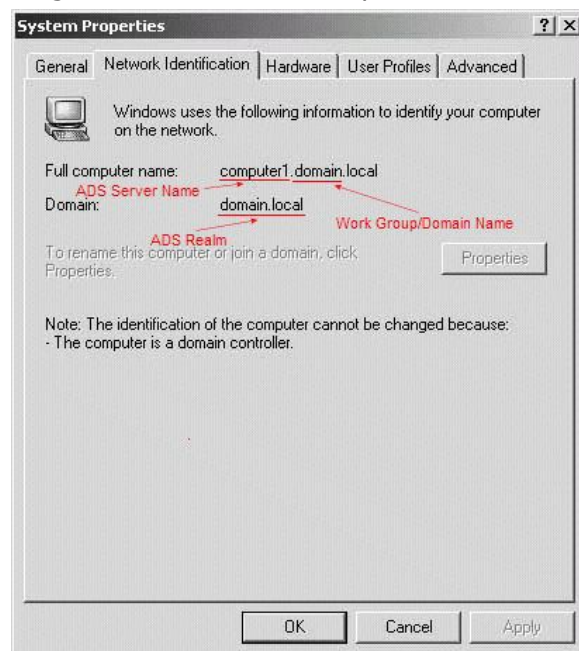 System Properties ? ×
General Network Identification Hardware User Profiles Advanced
Windows uses the following information to identify your computer
on the network.
Full computer name: computer1.domain.local
ADS Server Name
Domain: domain.local
Work Group/Domain Name
ADS Realm
To rename this computer or join a domain, click
Properties.
Properties
Note: The identification of the computer cannot be changed because:
- The computer is a domain controller.
OK Cancel Apply